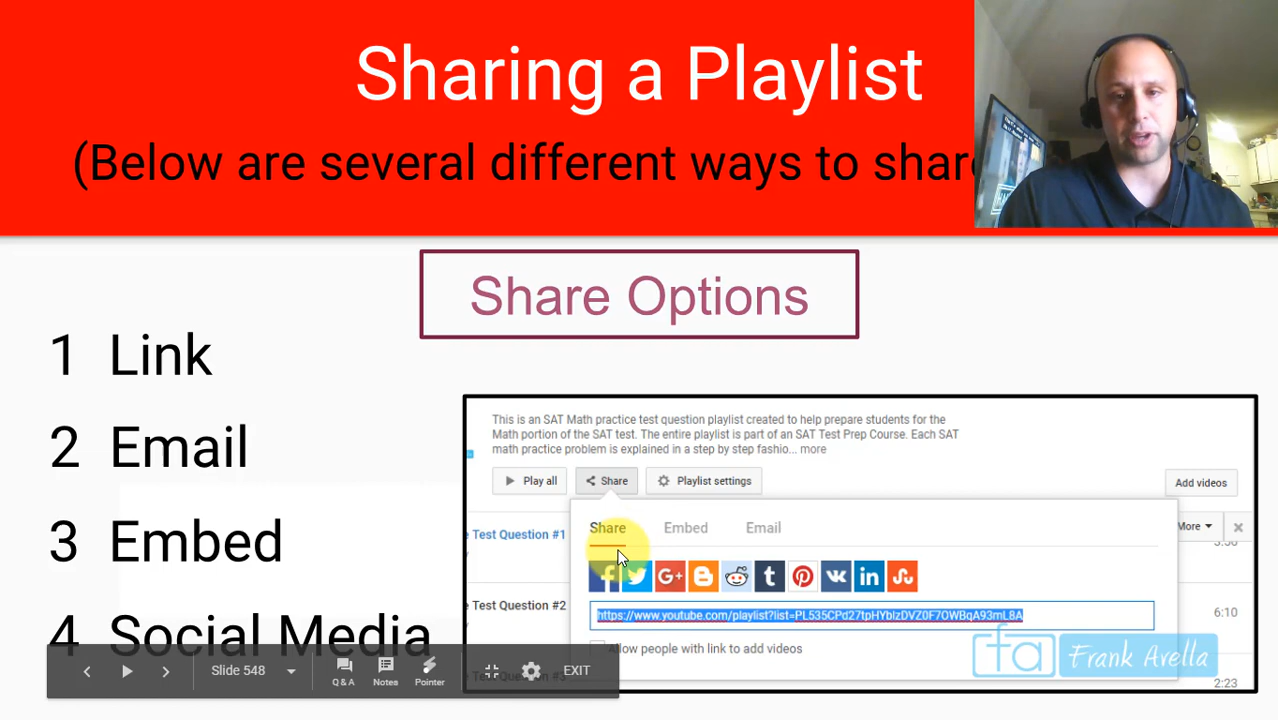 Sharing a Playlist
(Below are several different ways to share
Share Options
1 Link
2 Email
3 Embed
4 Social Media
This is an SAT Math practice test question playlist created to help prepare students for the
Math portion of the SAT test. The entire playlist is part of an SAT Test Prep Course. Each SAT
math practice problem is explained in a step by step fashio... more
Play all
Share
Playlist settings
Add videos
Share
Embed
Email
More
e Test Question #1
e Test Question #2
6:10
Allow people with link to add videos
2:23
fa Frank Avella
Slide 548
Q & A
Notes
Pointer
EXIT